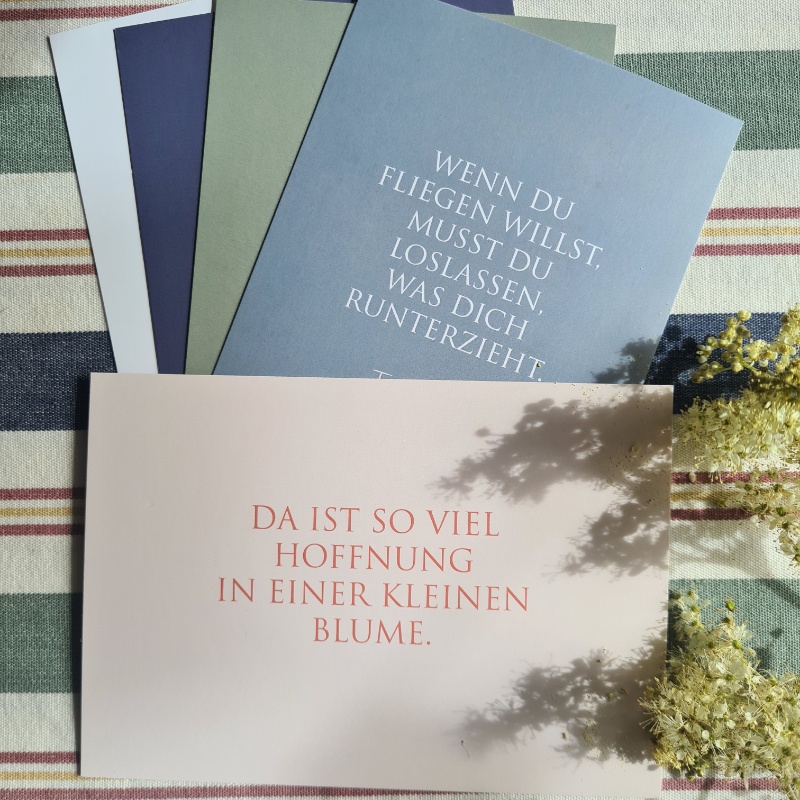 WENN DU
FLIEGEN WILLST,
MUSST DU
LOSLASSEN,
WAS DICH
RUNTERZIEHT.
DA IST SO VIEL
HOFFNUNG
IN EINER KLEINEN
BLUME.